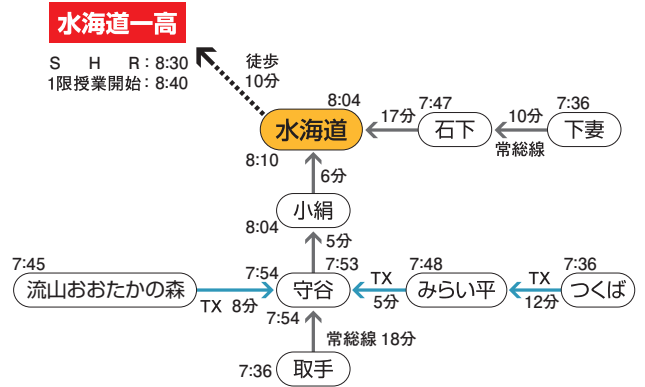 水海道一高
S H R：8:30
1限授業開始：8:40
徒歩
10分
8:04
水海道
8:10
17分
7:47
石下
10分
常総線
7:36
下妻
6分
小絹
8:04
5分
7:45
流山おおたかの森
TX 8分
7:54
7:53
守谷
7:54
TX
5分
7:48
みらい平
TX
12分
7:36
つくば
常総線 18分
7:36
取手